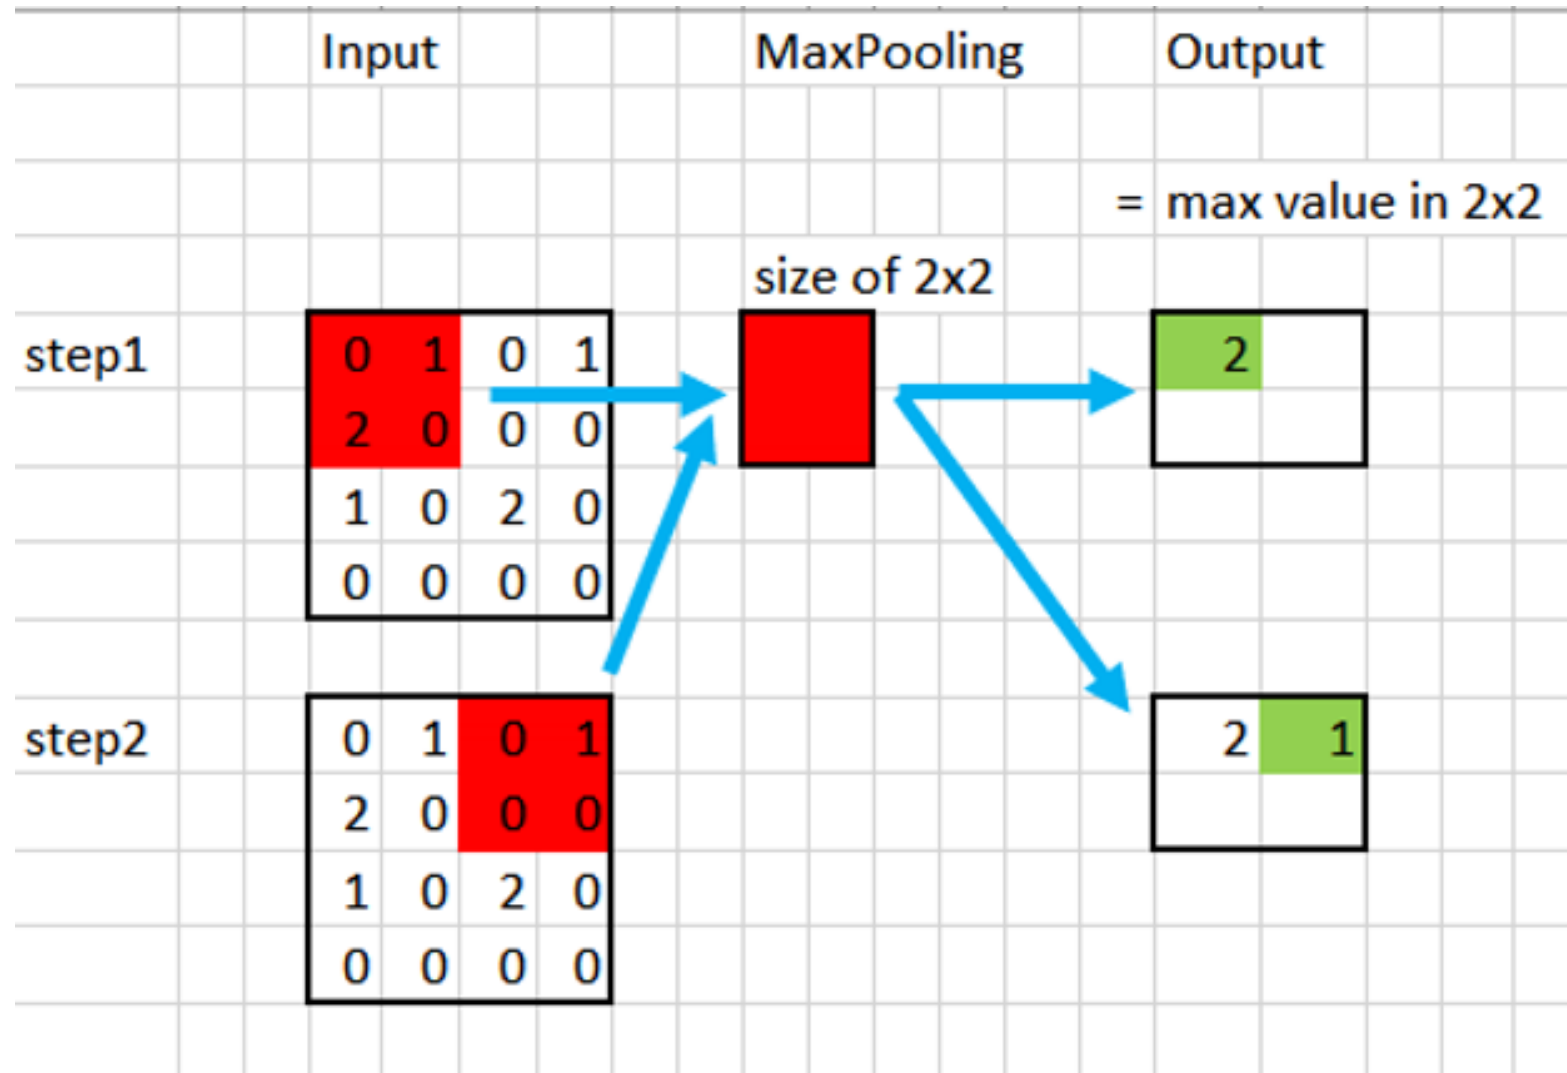 Input MaxPooling Output
= max value in 2x2
size of 2x2
step1 0 1 0 1 2
2 0 0 0
1 0 2 0
0 0 0 0
step2 0 1 0 1 2 1
2 0 0 0
1 0 2 0
0 0 0 0